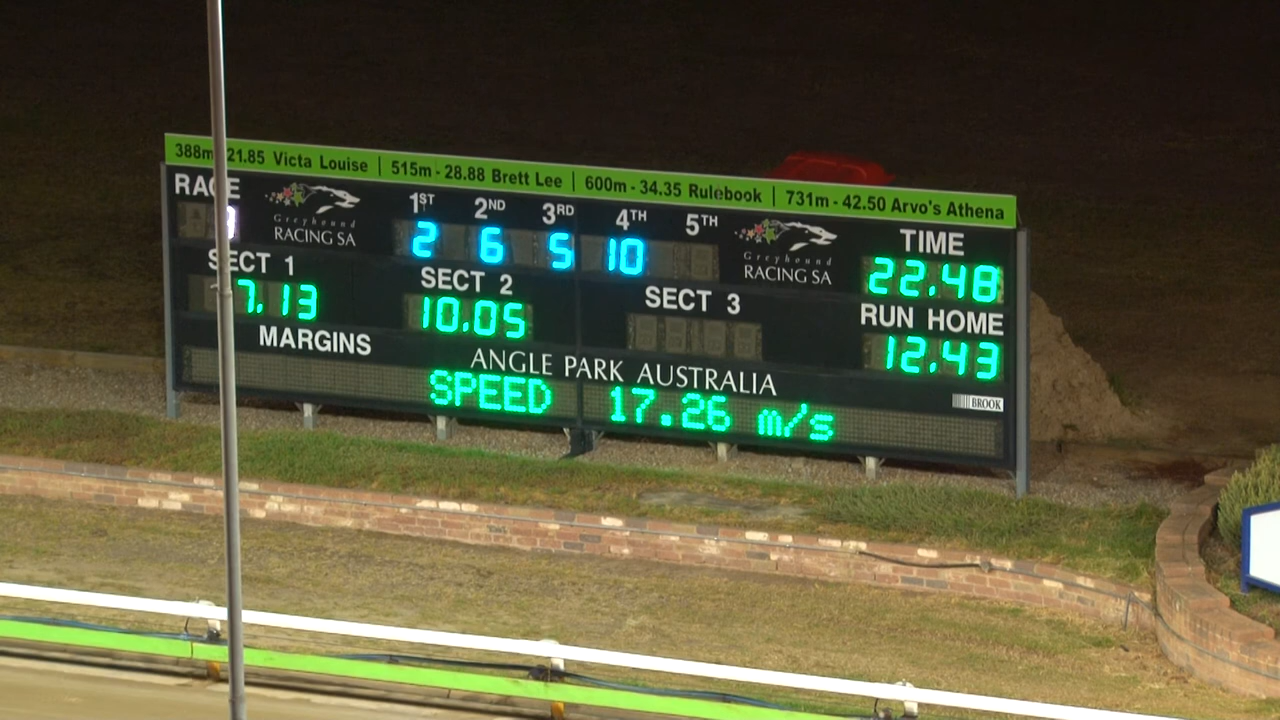 388m - 21.85 Victa Louise | 515m - 28.88 Brett Lee | 600m - 34.35 Rulebook | 731m - 42.50 Arvo's Athena
RACE
Greyhound
RACING SA
1ST 2ND 3RD 4TH 5TH
2 6 5 10
Greyhound
RACING SA
TIME
22.48
SECT 1
7.13
SECT 2
10.05
SECT 3
RUN HOME
12.43
MARGINS
ANGLE PARK AUSTRALIA
SPEED 17.26 m/s
BROOK